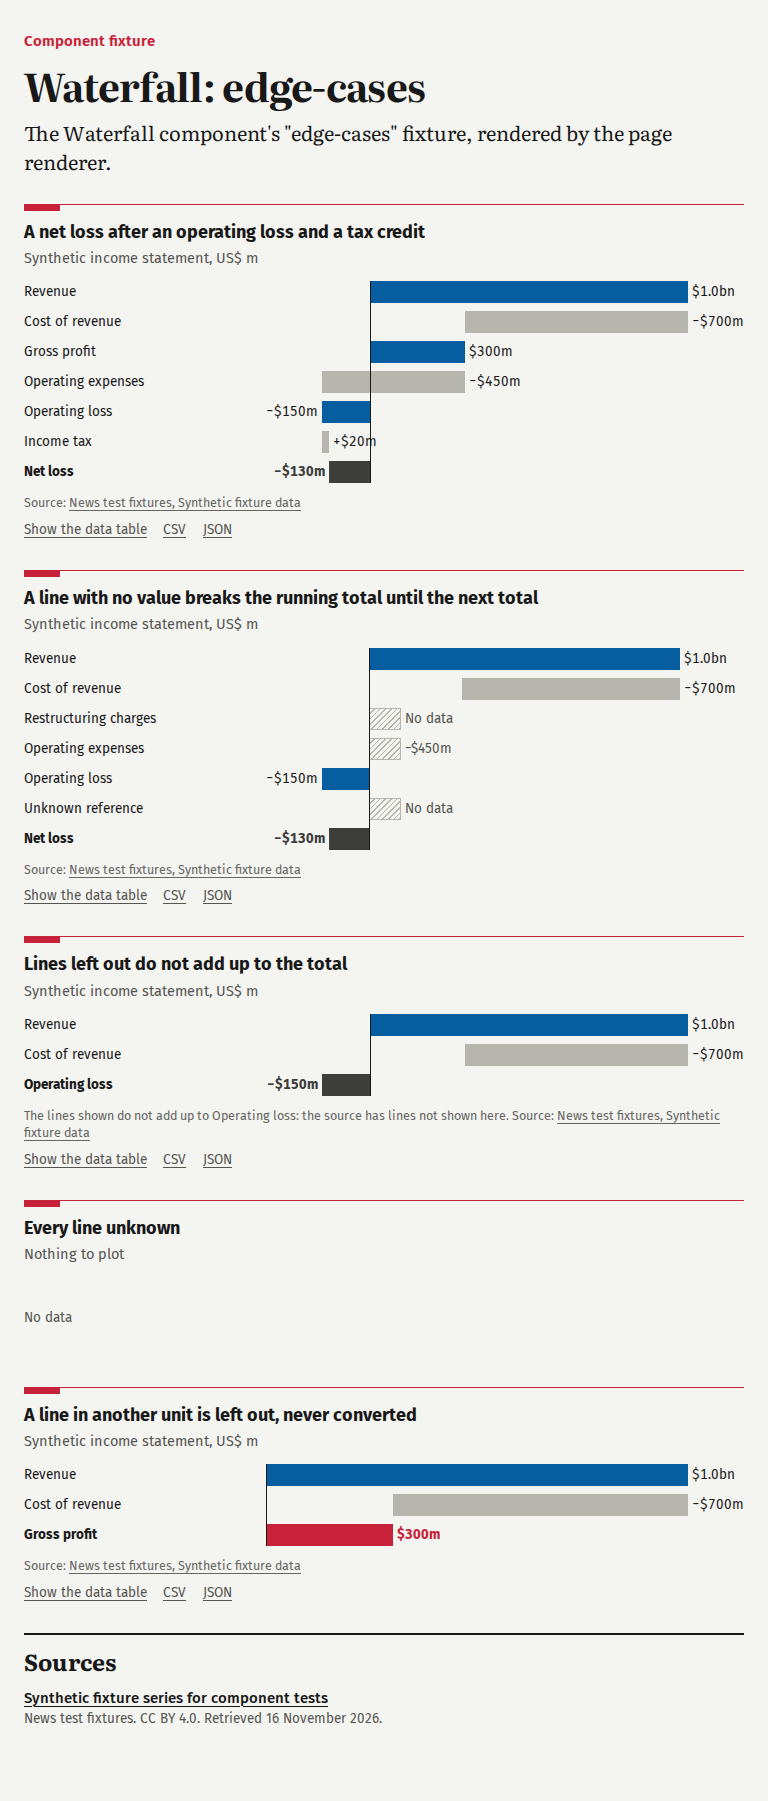 Component fixture
Waterfall: edge-cases
The Waterfall component's "edge-cases" fixture, rendered by the page
renderer.
A net loss after an operating loss and a tax credit
Synthetic income statement, US$ m
Revenue $1.0bn
Cost of revenue −$700m
Gross profit $300m
Operating expenses −$450m
Operating loss −$150m
Income tax +$20m
Net loss −$130m
Source: News test fixtures, Synthetic fixture data
Show the data table CSV JSON
A line with no value breaks the running total until the next total
Synthetic income statement, US$ m
Revenue $1.0bn
Cost of revenue −$700m
Restructuring charges No data
Operating expenses −$450m
Operating loss −$150m
Unknown reference No data
Net loss −$130m
Source: News test fixtures, Synthetic fixture data
Show the data table CSV JSON
Lines left out do not add up to the total
Synthetic income statement, US$ m
Revenue $1.0bn
Cost of revenue −$700m
Operating loss −$150m
The lines shown do not add up to Operating loss: the source has lines not shown here. Source: News test fixtures, Synthetic
fixture data
Show the data table CSV JSON
Every line unknown
Nothing to plot
No data
A line in another unit is left out, never converted
Synthetic income statement, US$ m
Revenue $1.0bn
Cost of revenue −$700m
Gross profit $300m
Source: News test fixtures, Synthetic fixture data
Show the data table CSV JSON
Sources
Synthetic fixture series for component tests
News test fixtures. CC BY 4.0. Retrieved 16 November 2026.